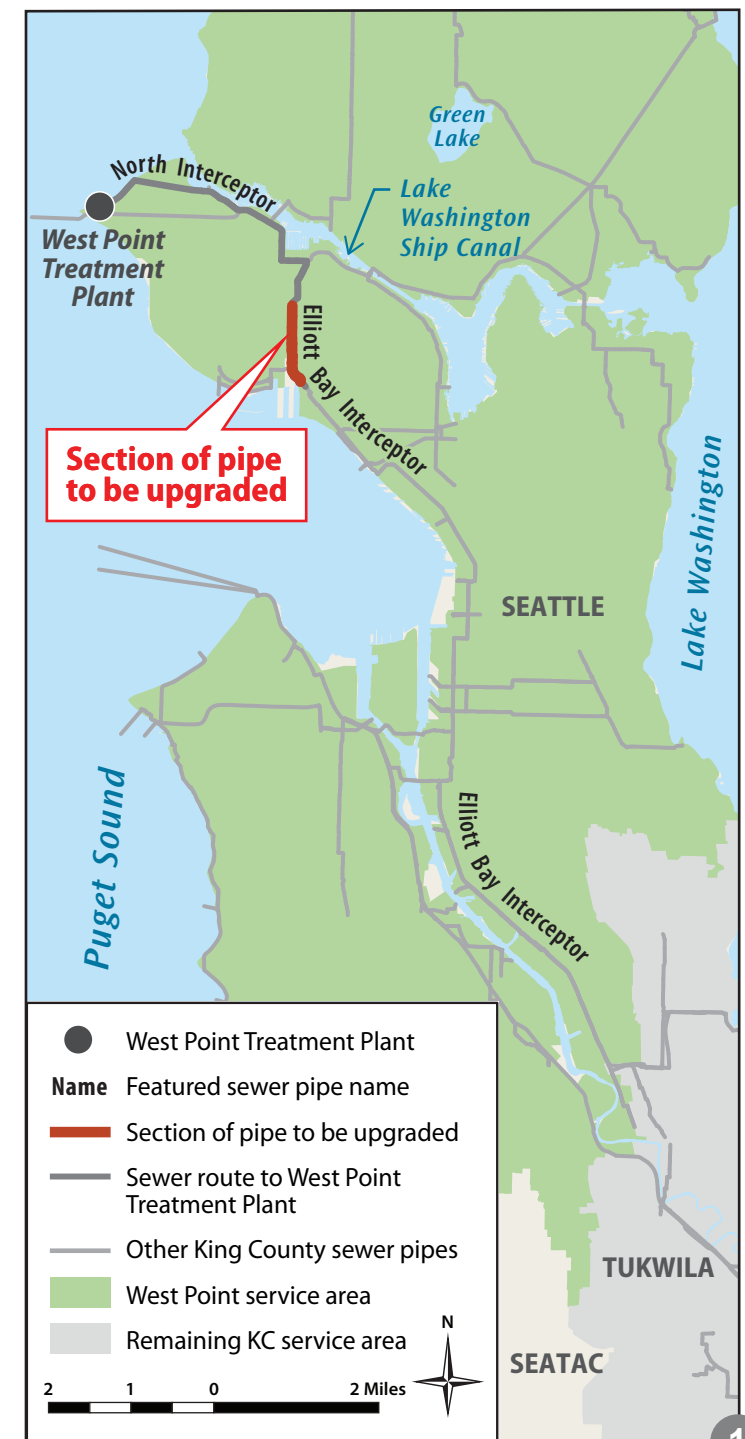 Green
Lake
North Interceptor
Lake
Washington
Ship Canal
West Point
Treatment
Plant
Elliott Bay Interceptor
Section of pipe
to be upgraded
Lake Washington
SEATTLE
Puget Sound
Elliott Bay Interceptor
West Point Treatment Plant
Name Featured sewer pipe name
Section of pipe to be upgraded
Sewer route to West Point
Treatment Plant
Other King County sewer pipes
West Point service area
Remaining KC service area
N
2 1 0 2 Miles
TUKWILA
SEATAC
1